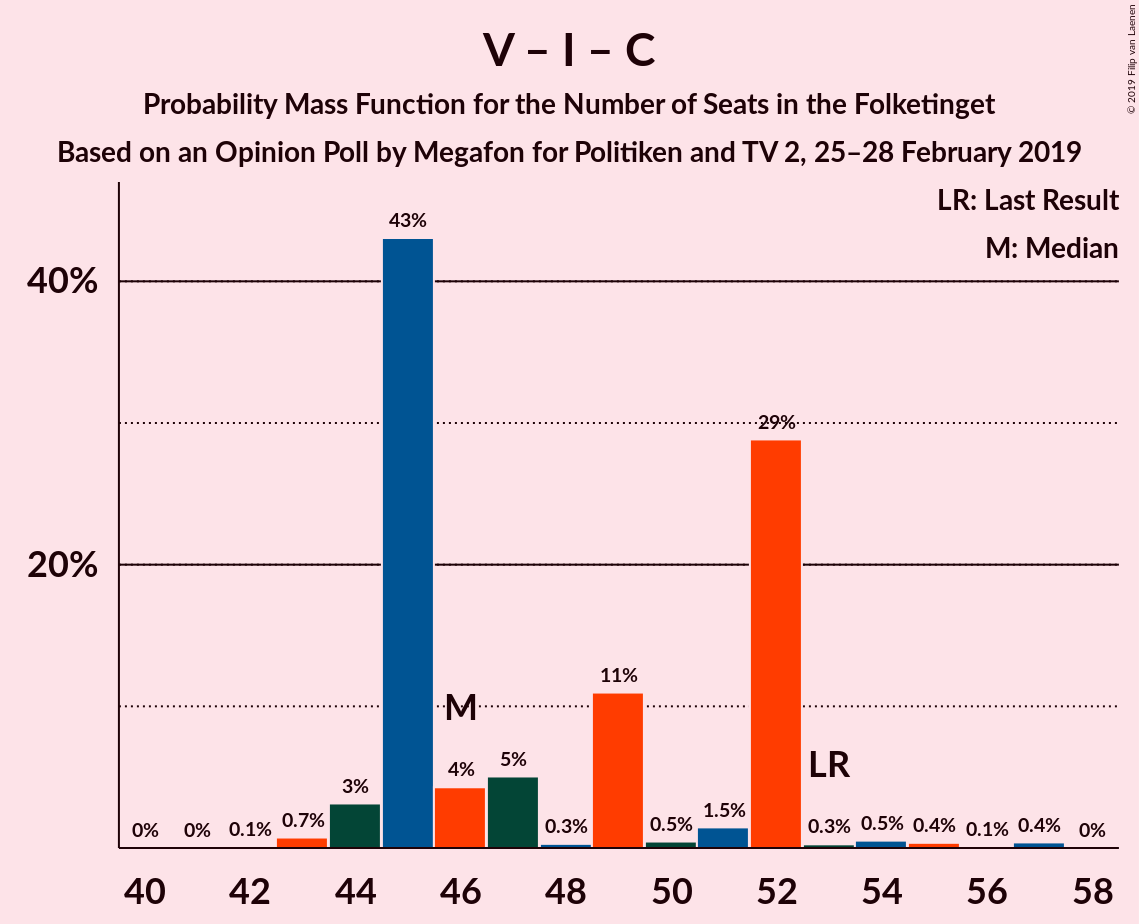 V – I – C
Probability Mass Function for the Number of Seats in the Folketinget
Based on an Opinion Poll by Megafon for Politiken and TV 2, 25–28 February 2019
© 2019 Filip van Laenen
LR: Last Result
M: Median
43%
40%
29%
20%
11%
M
LR
5%
4%
3%
1.5%
0% 0% 0.1% 0.7% 0.3% 0.5% 0.3% 0.5% 0.4% 0.1% 0.4% 0%
40 42 44 46 48 50 52 54 56 58